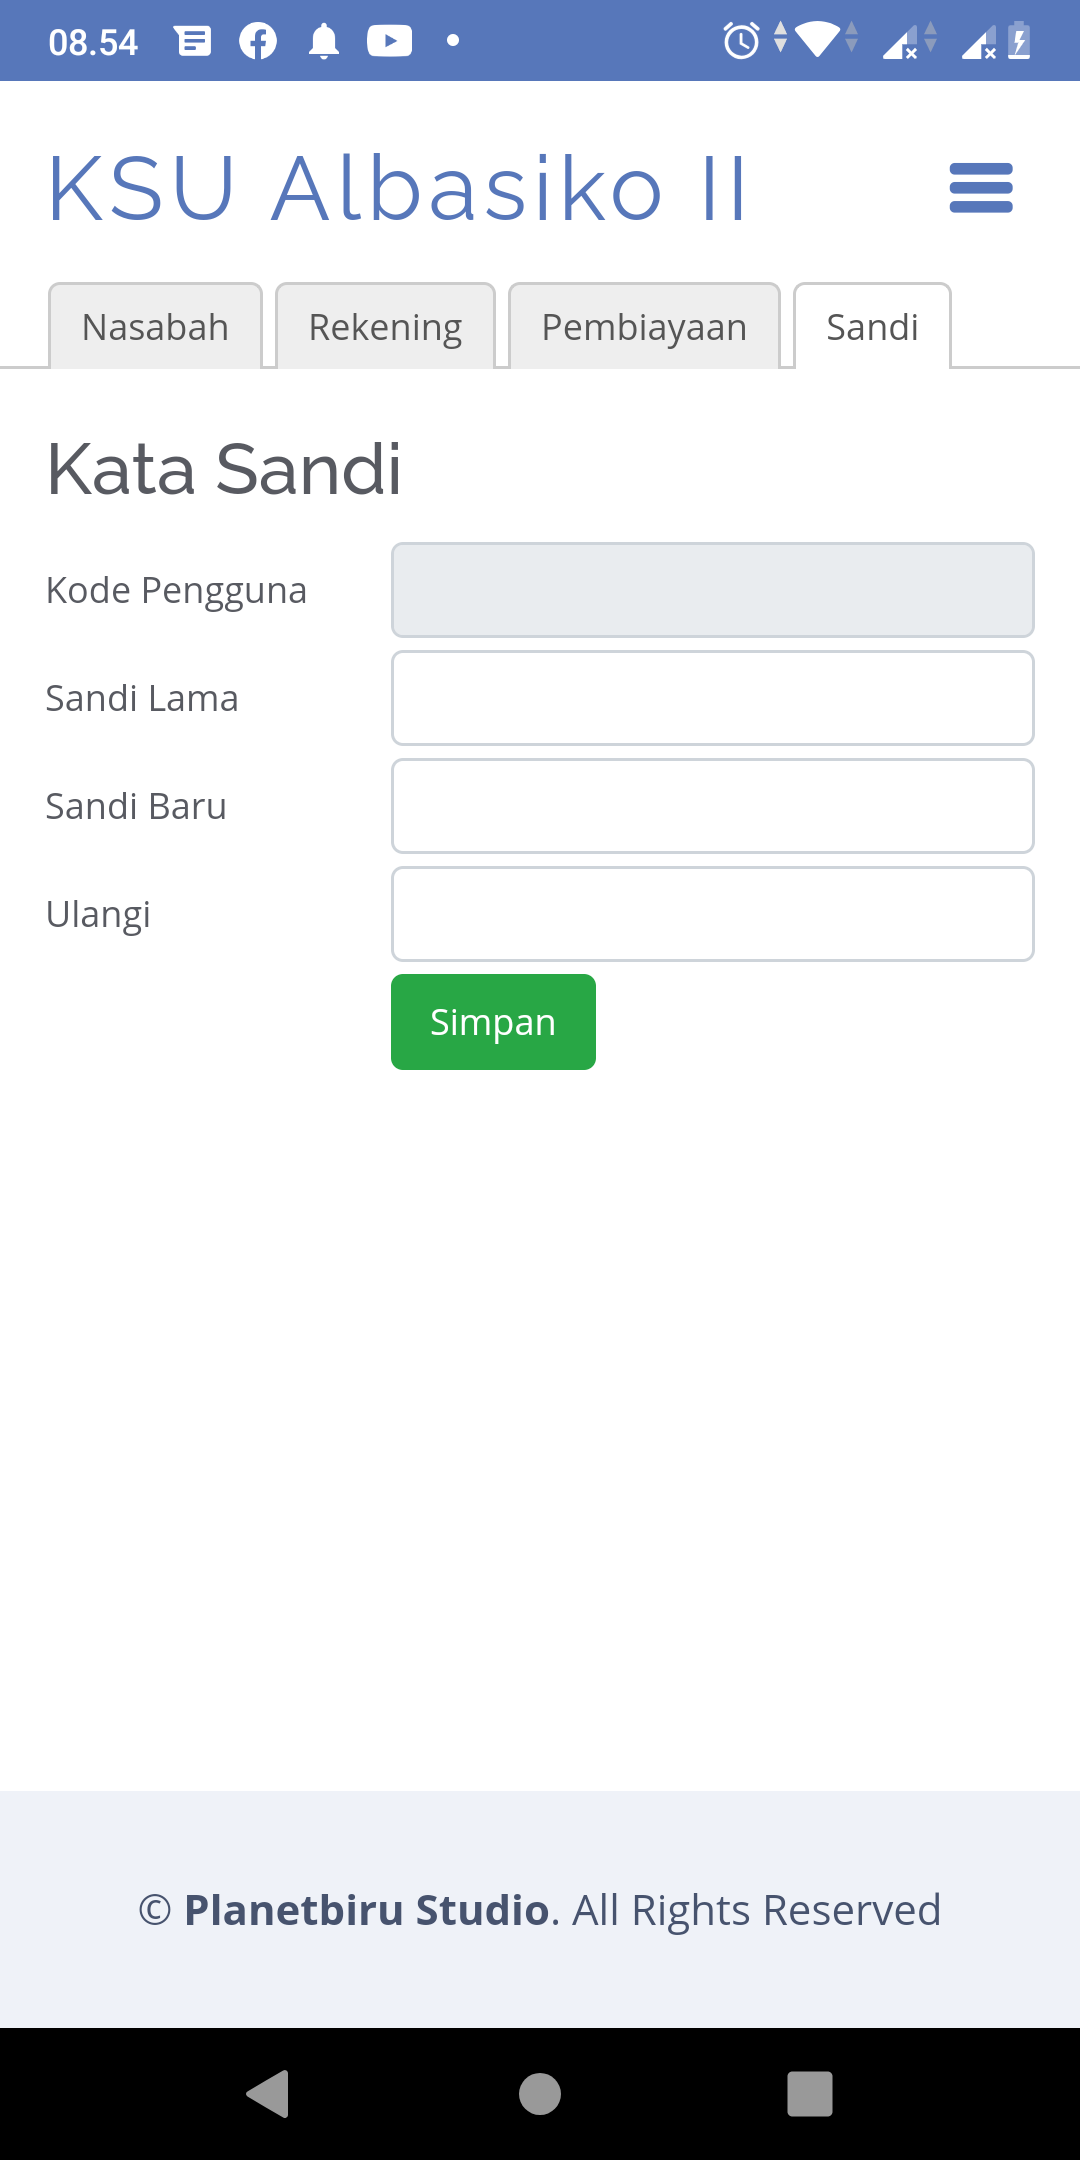 08.54
KSU Albasiko II
Nasabah Rekening Pembiayaan Sandi
Kata Sandi
Kode Pengguna
Sandi Lama
Sandi Baru
Ulangi
Simpan
© Planetbiru Studio. All Rights Reserved